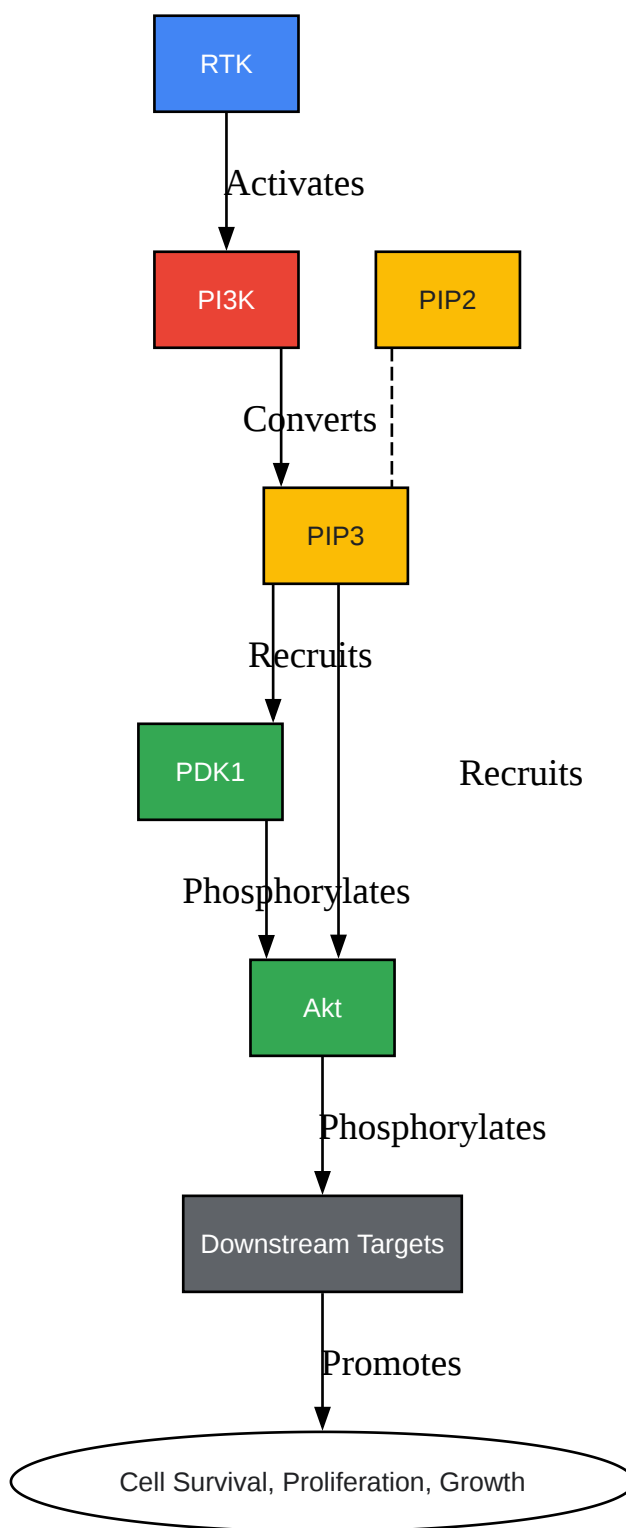 RTK
Activates
PI3K
PIP2
Converts
PIP3
Recruits
PDK1
Recruits
Phosphorylates
Akt
Phosphorylates
Downstream Targets
Promotes
Cell Survival, Proliferation, Growth